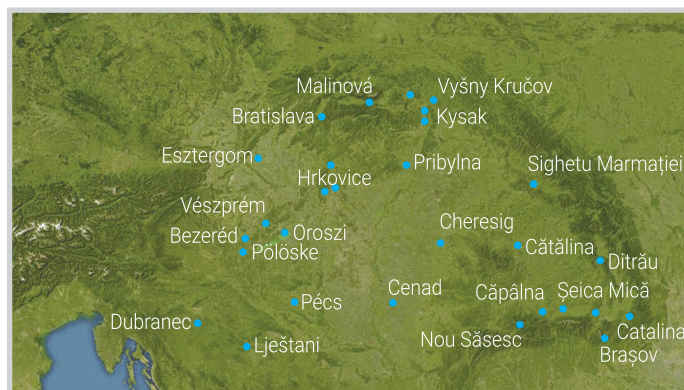 Malinová
Vyšny Kručov
Bratislava
Kysak
Esztergom
Pribylna
Sighetu Marmației
Hrkovice
Vészprém
Cheresig
Bezeréd
Oroszi
Cătălina
Pölöske
Ditrău
Cenad
Căpâlna
Șeica Mică
Pécs
Dubranec
Catalina
Nou Săsesc
Lještani
Brașov